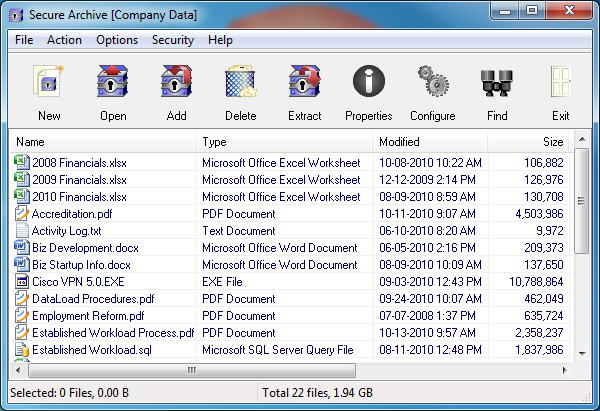 Secure Archive [Company Data]
File Action Options Security Help
New Open Add Delete Extract Properties Configure Find Exit
Name Type Modified Size
2008 Financials.xlsx Microsoft Office Excel Worksheet 10-08-2010 10:22 AM 106,882
2009 Financials.xlsx Microsoft Office Excel Worksheet 12-12-2009 2:14 PM 126,976
2010 Financials.xlsx Microsoft Office Excel Worksheet 08-09-2010 8:59 AM 130,708
Accreditation.pdf PDF Document 10-11-2010 9:07 AM 4,503,986
Activity Log.txt Text Document 06-10-2010 8:20 AM 9,972
Biz Development.docx Microsoft Office Word Document 06-05-2010 2:16 PM 209,373
Biz Startup Info.docx Microsoft Office Word Document 08-09-2010 10:09 AM 137,650
Cisco VPN 5.0.EXE EXE File 09-03-2010 12:43 PM 10,788,864
DataLoad Procedures.pdf PDF Document 09-24-2010 10:07 AM 462,049
Employment Reform.pdf PDF Document 07-07-2008 1:37 PM 635,724
Established Workload Process.pdf PDF Document 10-13-2010 9:57 AM 2,358,237
Established Workload.sql Microsoft SQL Server Query File 08-11-2010 12:48 PM 1,837,986
Selected: 0 Files, 0.00 B Total 22 files, 1.94 GB